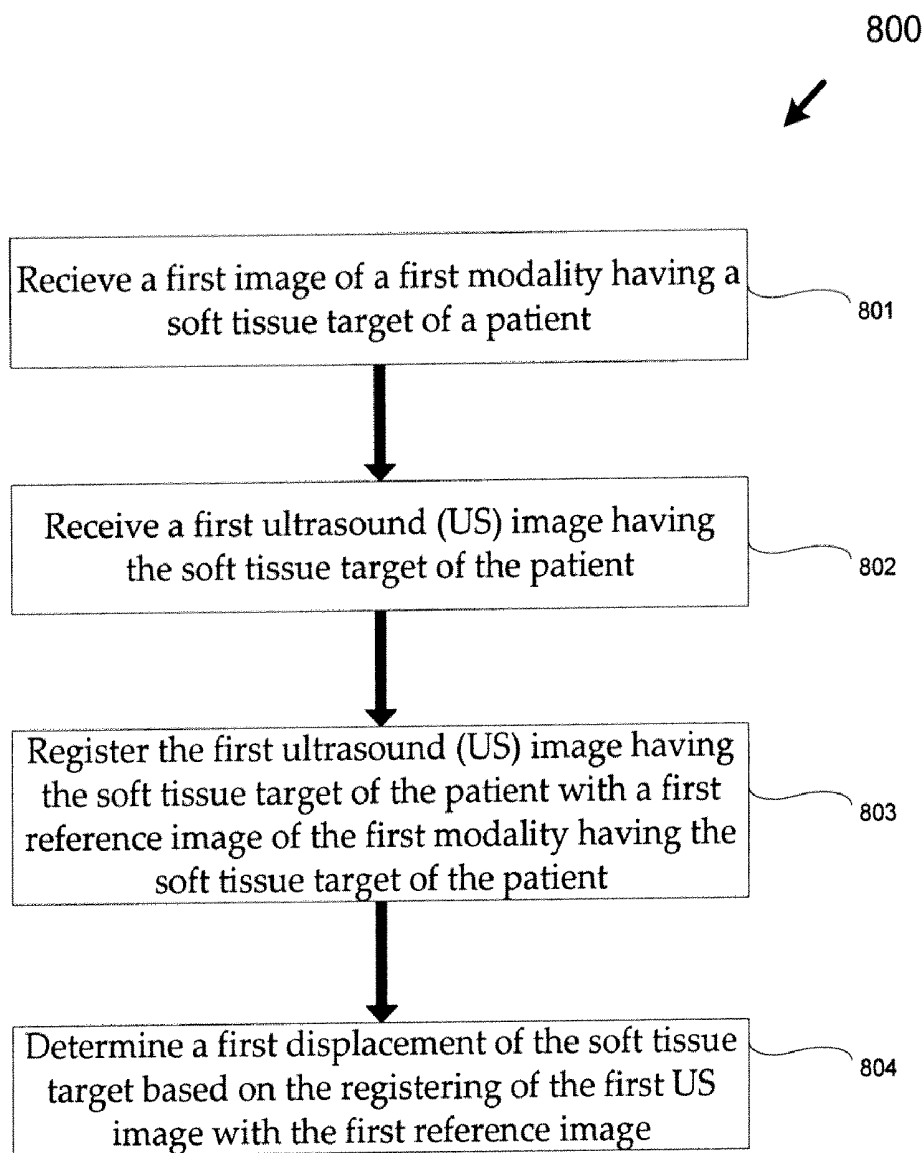 800
Recieve a first image of a first modality having a
soft tissue target of a patient
801
Receive a first ultrasound (US) image having
the soft tissue target of the patient
802
Register the first ultrasound (US) image having
the soft tissue target of the patient with a first
reference image of the first modality having the
soft tissue target of the patient
803
Determine a first displacement of the soft tissue
target based on the registering of the first US
image with the first reference image
804